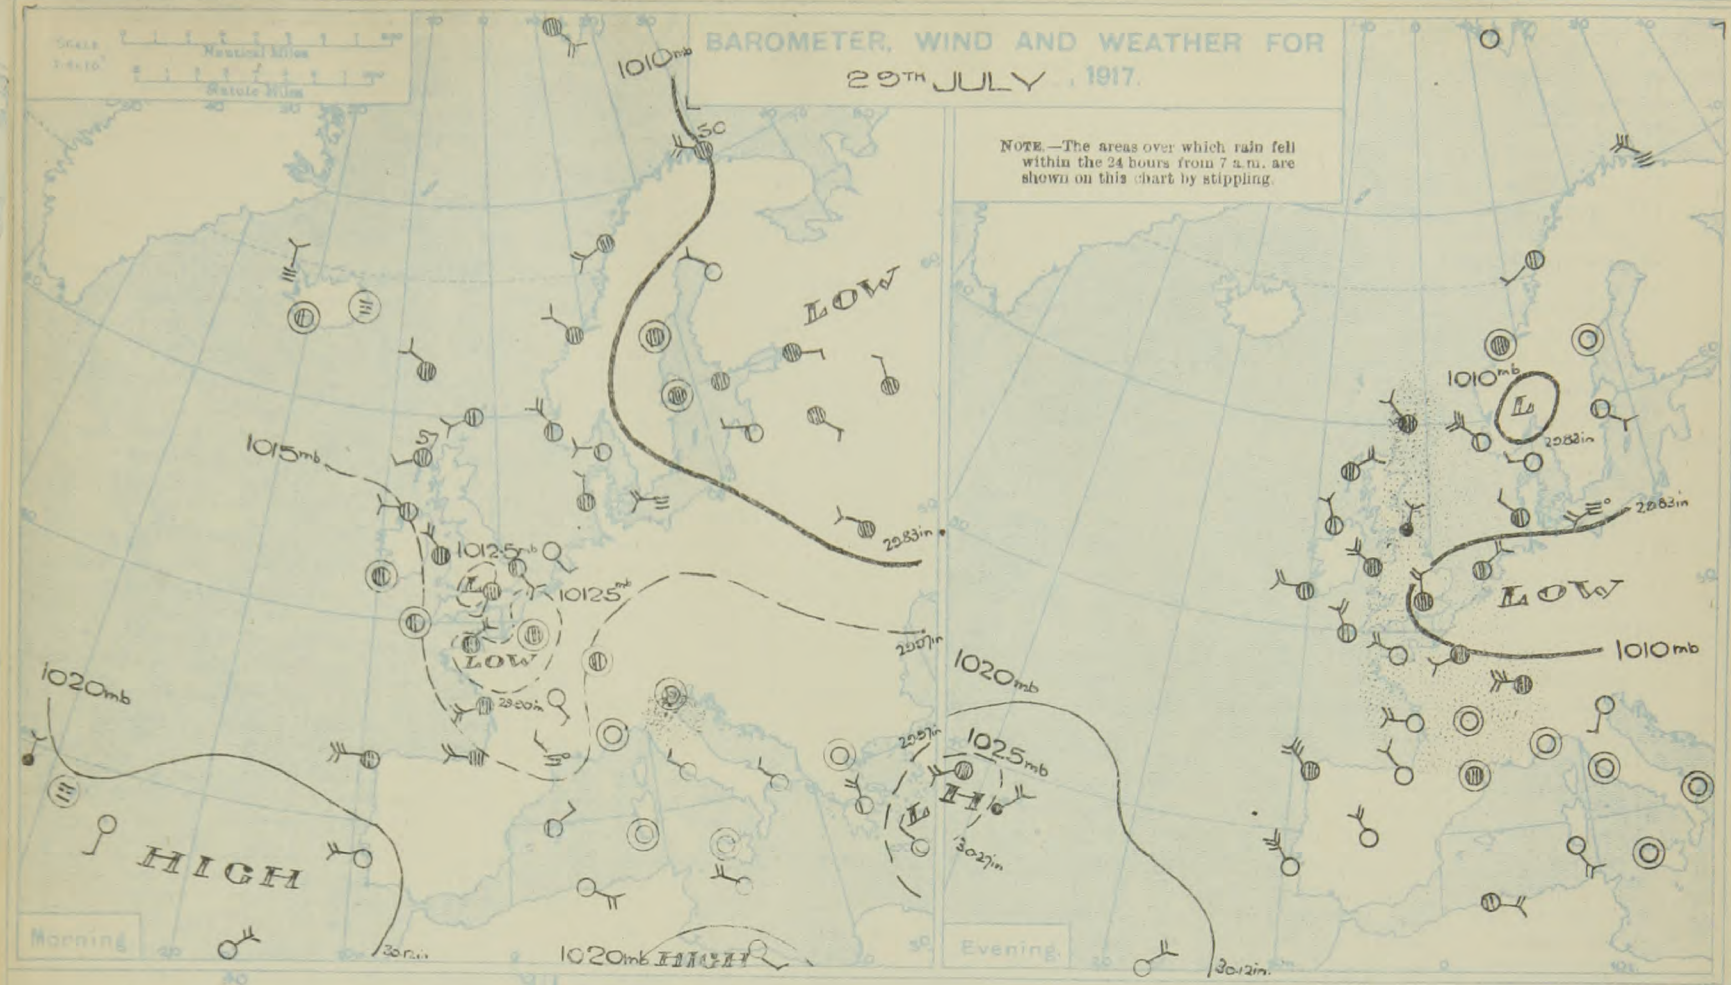 SCALE
Nautical Miles
Statute Miles
BAROMETER, WIND AND WEATHER FOR
29TH JULY , 1917.
NOTE.—The areas over which rain fell
within the 24 hours from 7 a.m. are
shown on this chart by stippling.
1010mb
L
50
LOW
1015mb
1012.5mb
L
1012.5mb
LOW
29.83in
29.97in
1020mb
HIGH
30.12in.
1020mb HIGH
Morning
1010mb
L
29.83in
29.83in
LOW
1010mb
1020mb
29.97in
1025mb
H
L
30.27in
30.12in.
Evening.